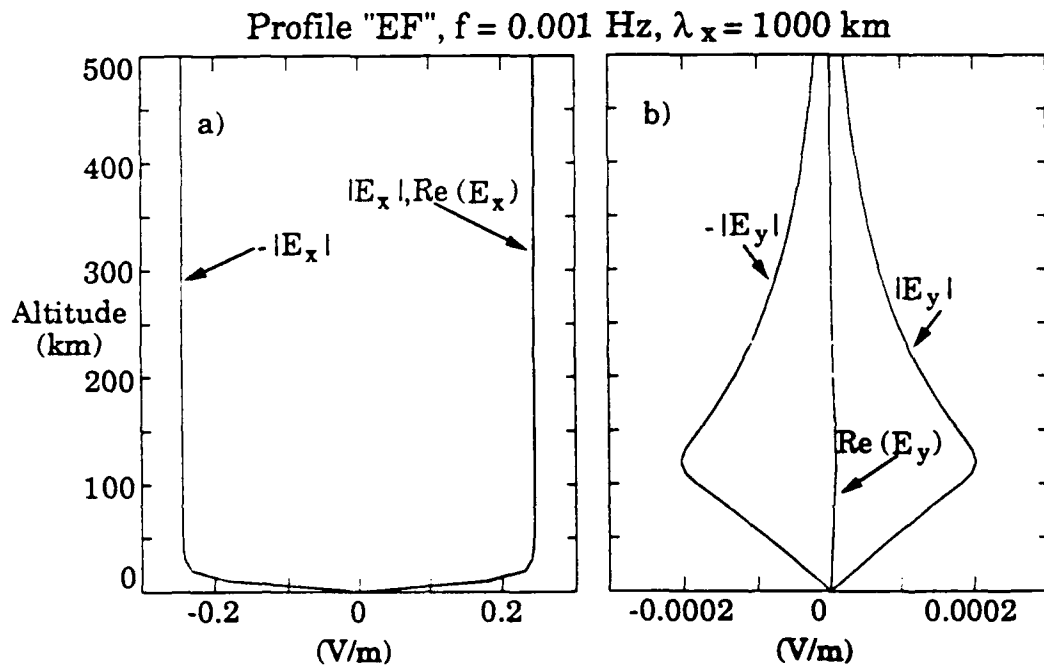 Profile "EF", f = 0.001 Hz, λx = 1000 km
500
400
300
200
100
0
Altitude
(km)
a)
|Ex|,Re (Ex)
- |Ex|
-0.2
0
0.2
(V/m)
b)
-|Ey|
|Ey|
Re (Ey)
-0.0002
0
0.0002
(V/m)